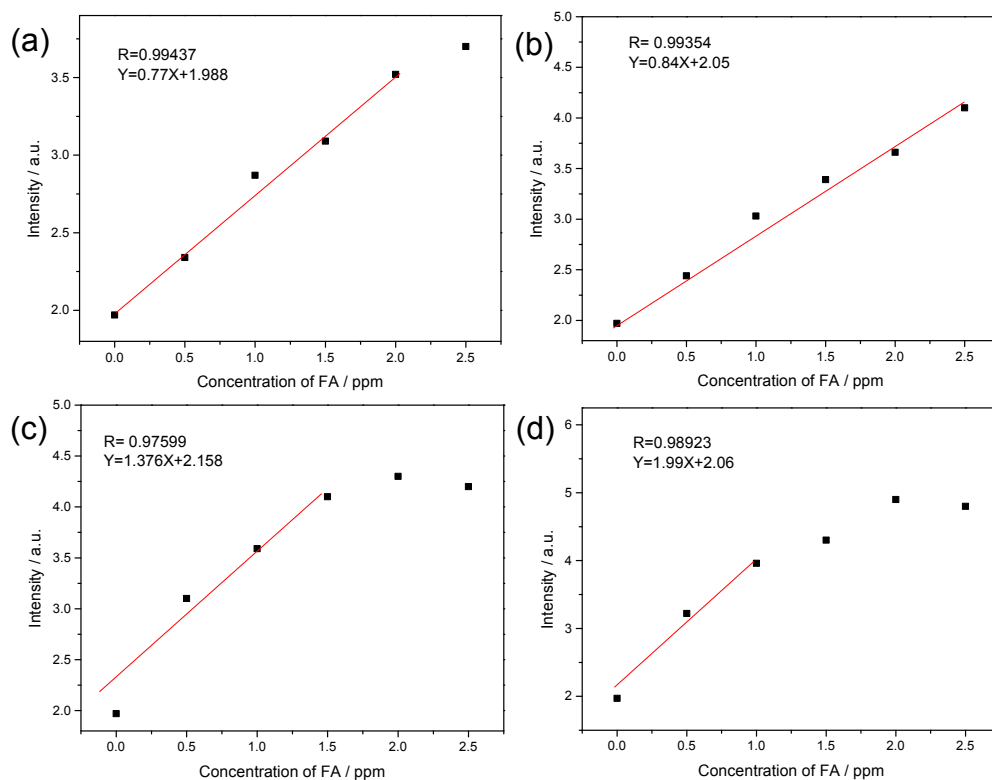 (a)
R=0.99437
Y=0.77X+1.988
3.5
3.0
2.5
2.0
Intensity / a.u.
0.0 0.5 1.0 1.5 2.0 2.5
Concentration of FA / ppm
(b)
R= 0.99354
Y=0.84X+2.05
5.0
4.5
4.0
3.5
3.0
2.5
2.0
Intensity / a.u.
0.0 0.5 1.0 1.5 2.0 2.5
Concentration of FA / ppm
(c)
R= 0.97599
Y=1.376X+2.158
5.0
4.5
4.0
3.5
3.0
2.5
2.0
Intensity / a.u.
0.0 0.5 1.0 1.5 2.0 2.5
Concentration of FA / ppm
(d)
R=0.98923
Y=1.99X+2.06
6
5
4
3
2
Intensity / a.u.
0.0 0.5 1.0 1.5 2.0 2.5
Concentration of FA / ppm